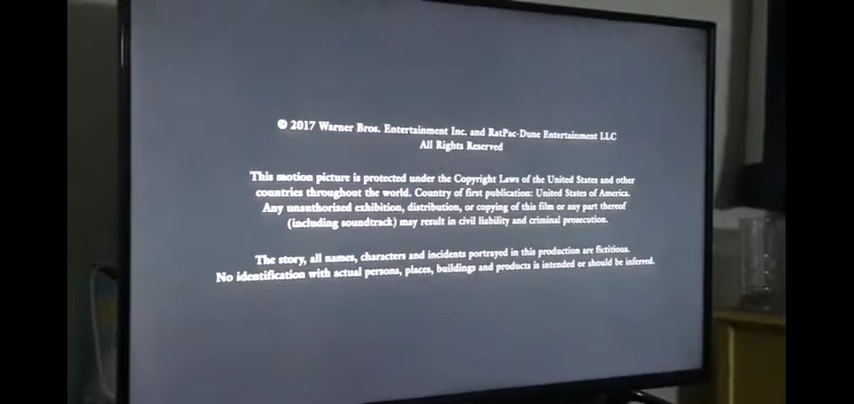 © 2017 Warner Bros. Entertainment Inc. and RatPac-Dune Entertainment LLC
All Rights Reserved
This motion picture is protected under the Copyright Laws of the United States and other
countries throughout the world. Country of first publication: United States of America.
Any unauthorised exhibition, distribution, or copying of this film or any part thereof
(including soundtrack) may result in civil liability and criminal prosecution.
The story, all names, characters and incidents portrayed in this production are fictitious.
No identification with actual persons, places, buildings and products is intended or should be inferred.